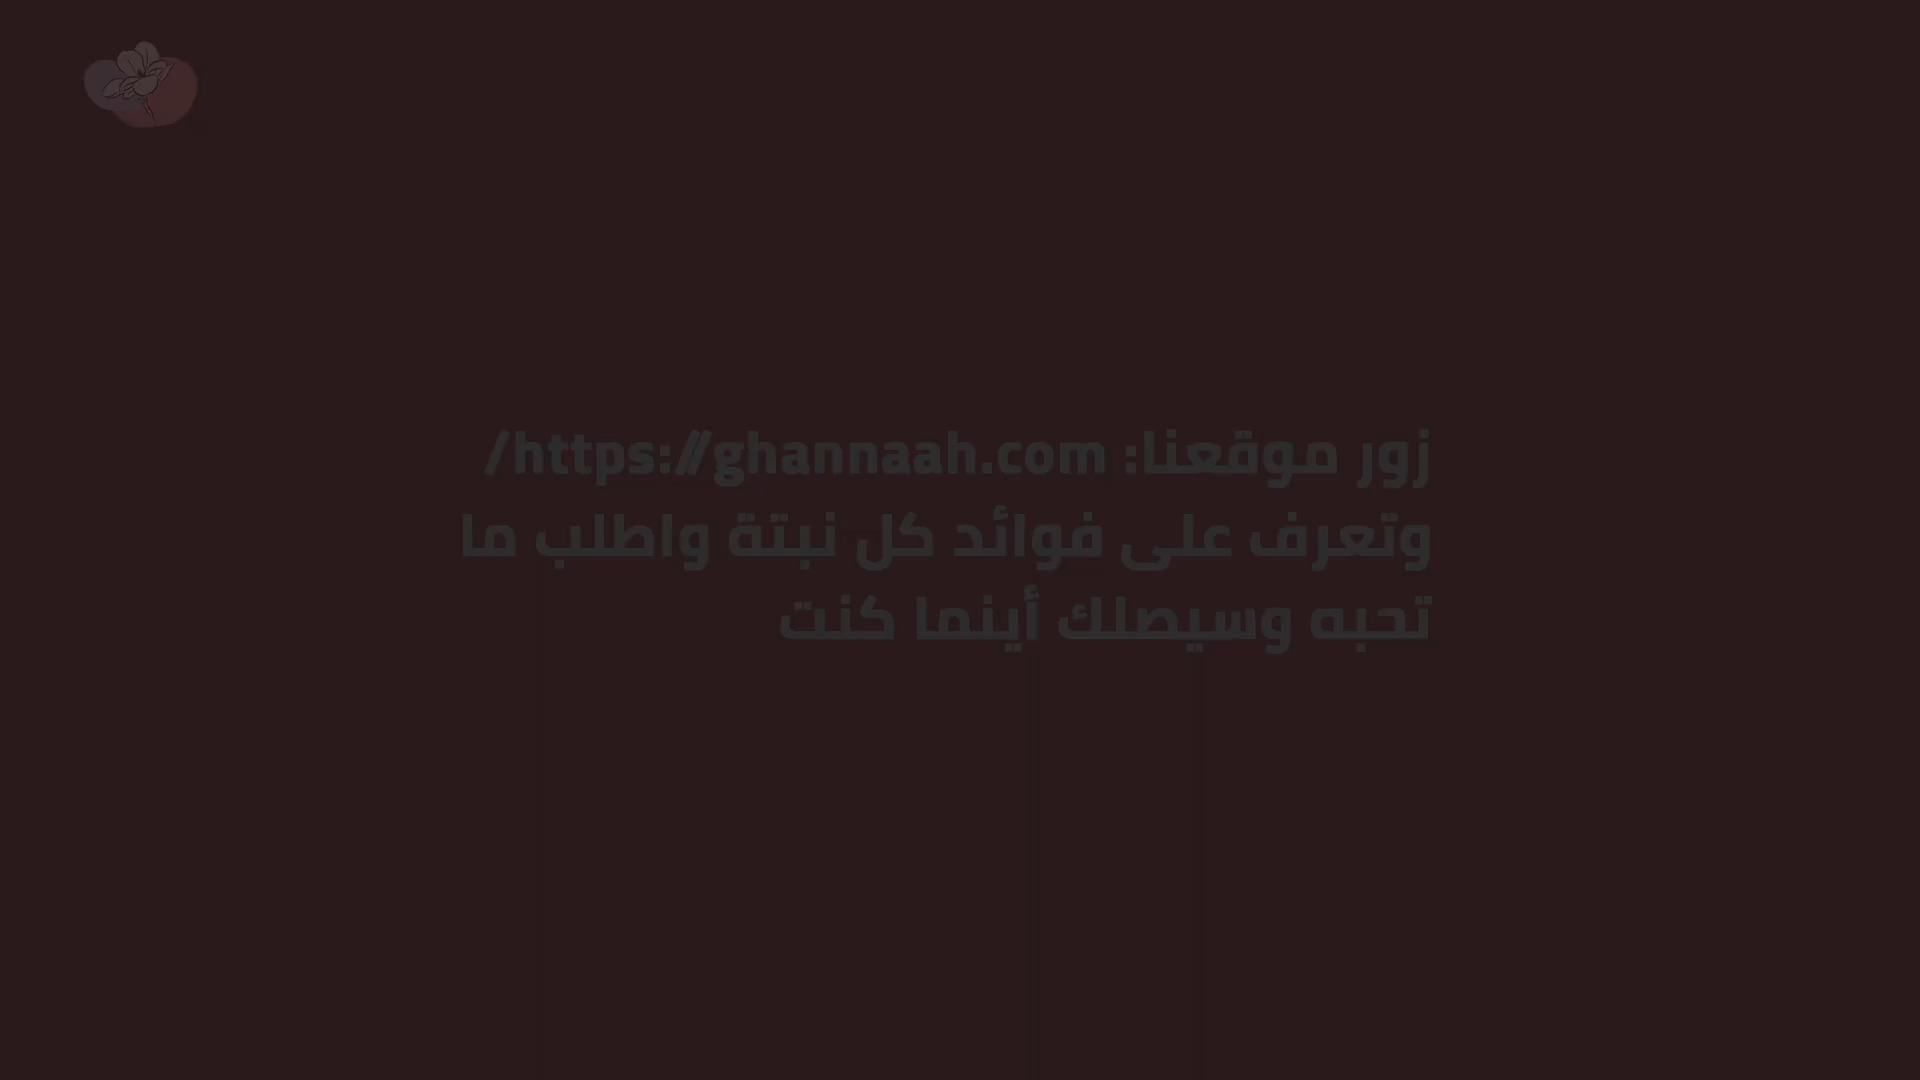 زور موقعنا: https://ghannaah.com/
وتعرف على فوائد كل نبتة واطلب ما
تحبه وسيصلك أينما كنت